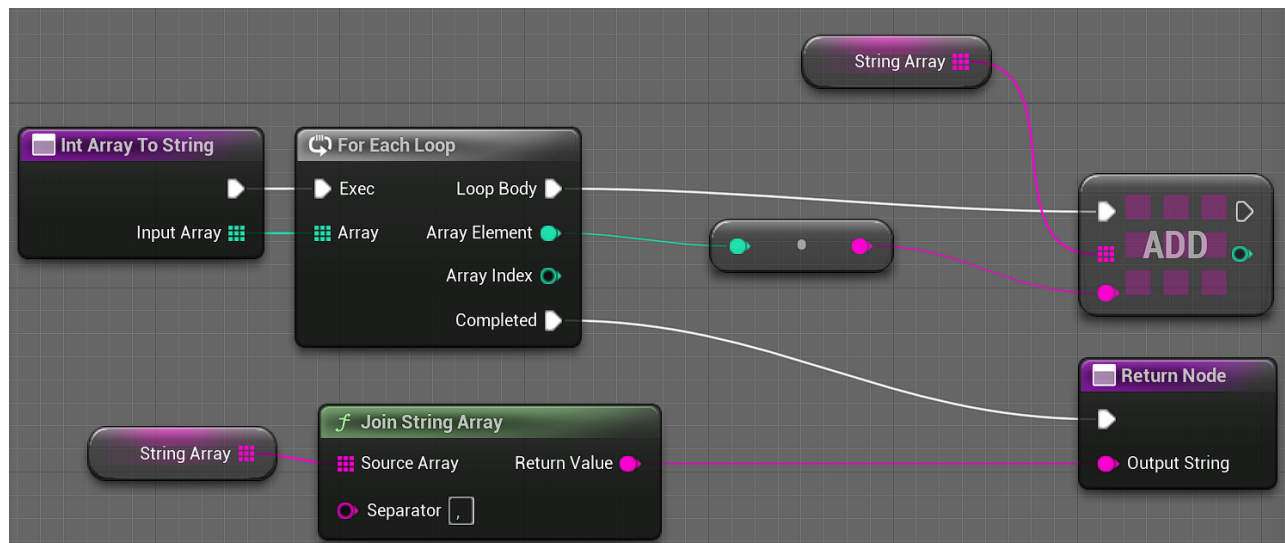 String Array
Int Array To String
For Each Loop
Exec
Loop Body
Input Array
Array
Array Element
ADD
Array Index
Completed
Return Node
Join String Array
String Array
Source Array
Return Value
Output String
Separator ,